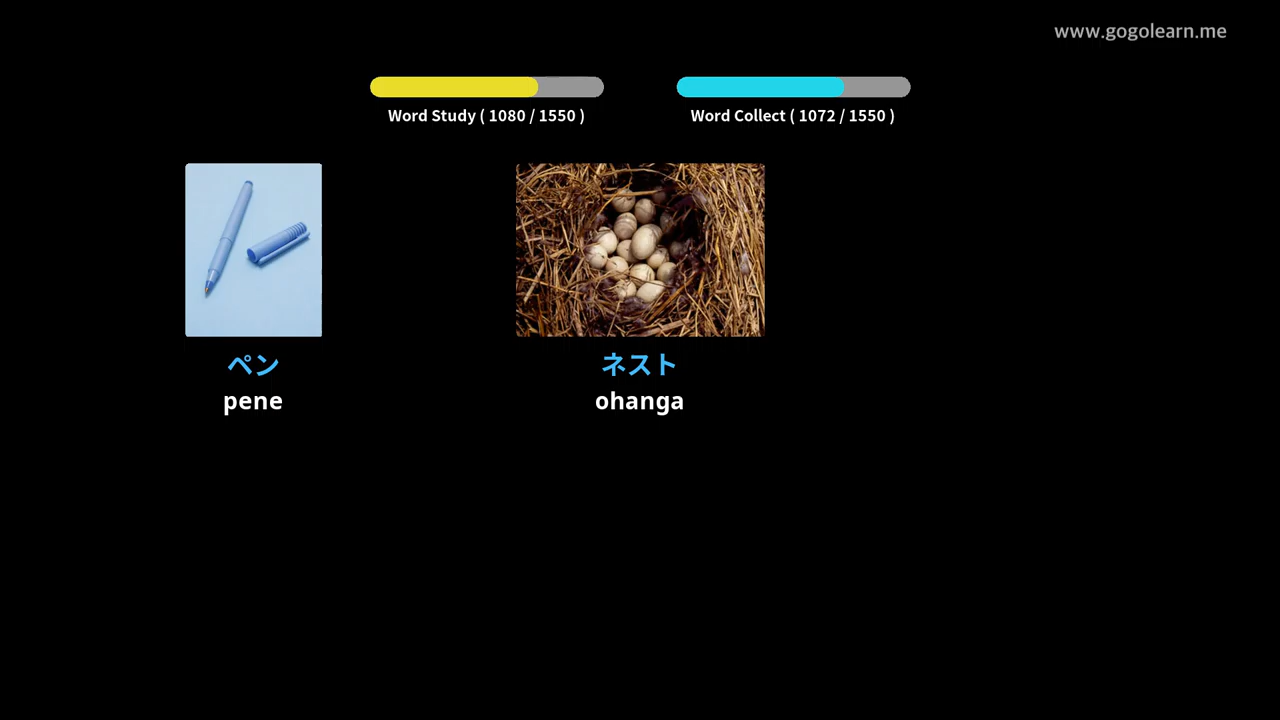 www.gogolearn.me
Word Study ( 1080 / 1550 )
Word Collect ( 1072 / 1550 )
ペン
pene
ネスト
ohanga